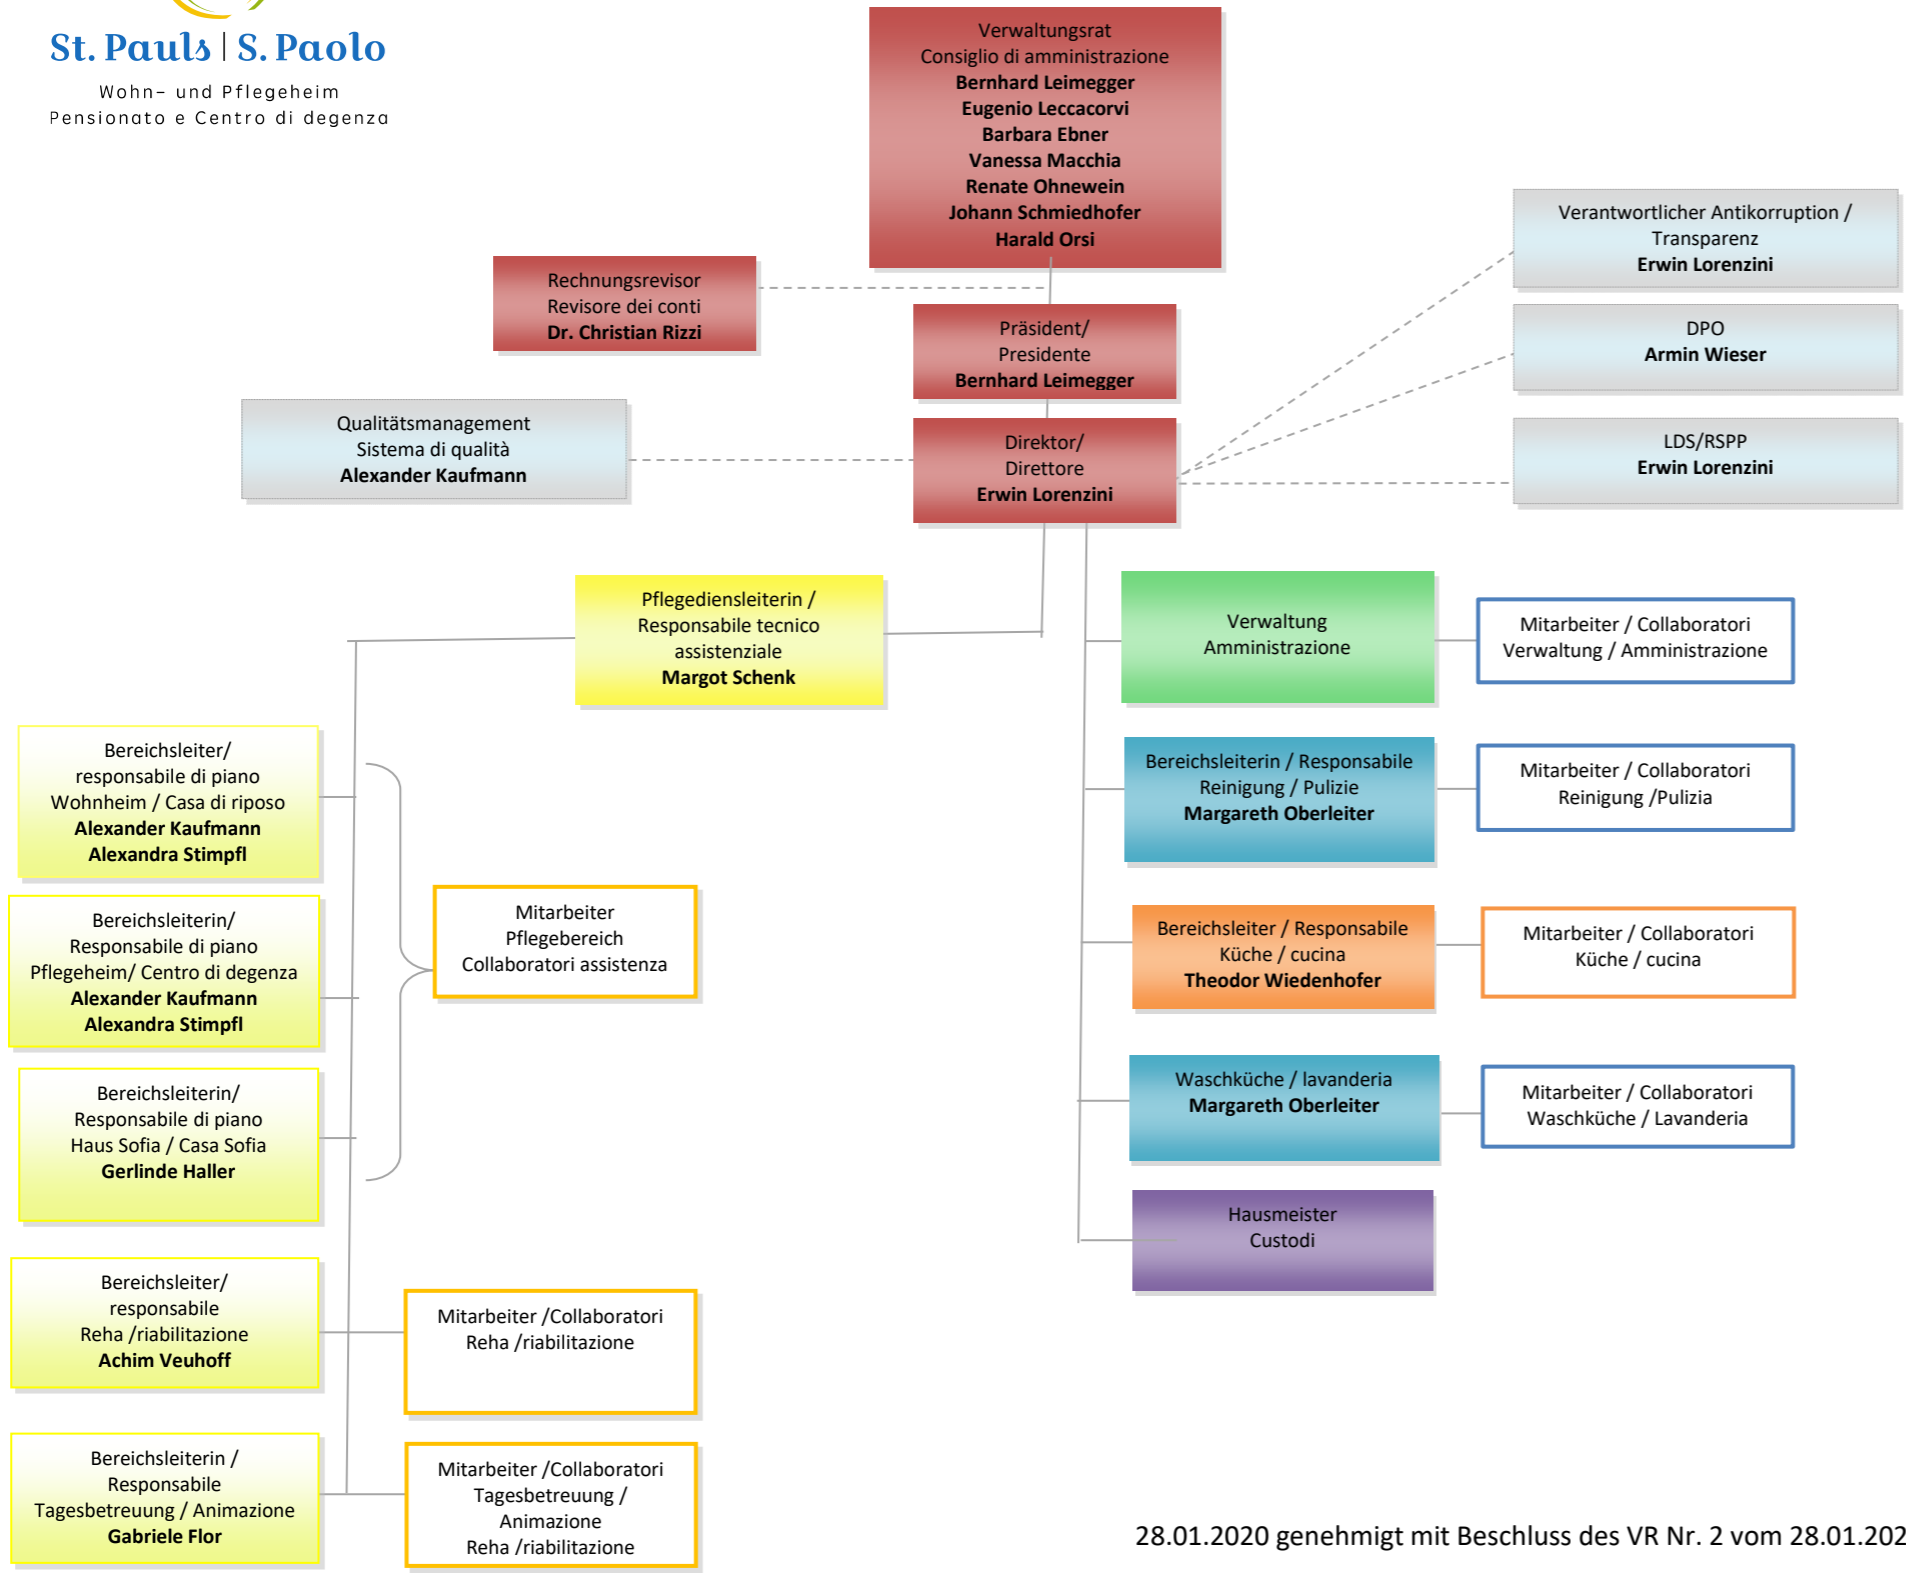 St. Pauls | S. Paolo
Wohn- und Pflegeheim
Pensionato e Centro di degenza
Verwaltungsrat
Consiglio di amministrazione
Bernhard Leimegger
Eugenio Leccacorvi
Barbara Ebner
Vanessa Macchia
Renate Ohnewein
Johann Schmiedhofer
Harald Orsi
Rechnungsrevisor
Revisore dei conti
Dr. Christian Rizzi
Präsident/
Presidente
Bernhard Leimegger
Verantwortlicher Antikorruption /
Transparenz
Erwin Lorenzini
DPO
Armin Wieser
Qualitätsmanagement
Sistema di qualità
Alexander Kaufmann
Direktor/
Direttore
Erwin Lorenzini
LDS/RSPP
Erwin Lorenzini
Pflegediensleiterin /
Responsabile tecnico
assistenziale
Margot Schenk
Verwaltung
Amministrazione
Mitarbeiter / Collaboratori
Verwaltung / Amministrazione
Bereichsleiter/
responsabile di piano
Wohnheim / Casa di riposo
Alexander Kaufmann
Alexandra Stimpfl
Bereichsleiterin / Responsabile
Reinigung / Pulizie
Margareth Oberleiter
Mitarbeiter / Collaboratori
Reinigung /Pulizia
Bereichsleiterin/
Responsabile di piano
Pflegeheim/ Centro di degenza
Alexander Kaufmann
Alexandra Stimpfl
Mitarbeiter
Pflegebereich
Collaboratori assistenza
Bereichsleiter / Responsabile
Küche / cucina
Theodor Wiedenhofer
Mitarbeiter / Collaboratori
Küche / cucina
Bereichsleiterin/
Responsabile di piano
Haus Sofia / Casa Sofia
Gerlinde Haller
Waschküche / lavanderia
Margareth Oberleiter
Mitarbeiter / Collaboratori
Waschküche / Lavanderia
Hausmeister
Custodi
Bereichsleiter/
responsabile
Reha /riabilitazione
Achim Veuhoff
Mitarbeiter /Collaboratori
Reha /riabilitazione
Bereichsleiterin /
Responsabile
Tagesbetreuung / Animazione
Gabriele Flor
Mitarbeiter /Collaboratori
Tagesbetreuung /
Animazione
Reha /riabilitazione
28.01.2020 genehmigt mit Beschluss des VR Nr. 2 vom 28.01.202